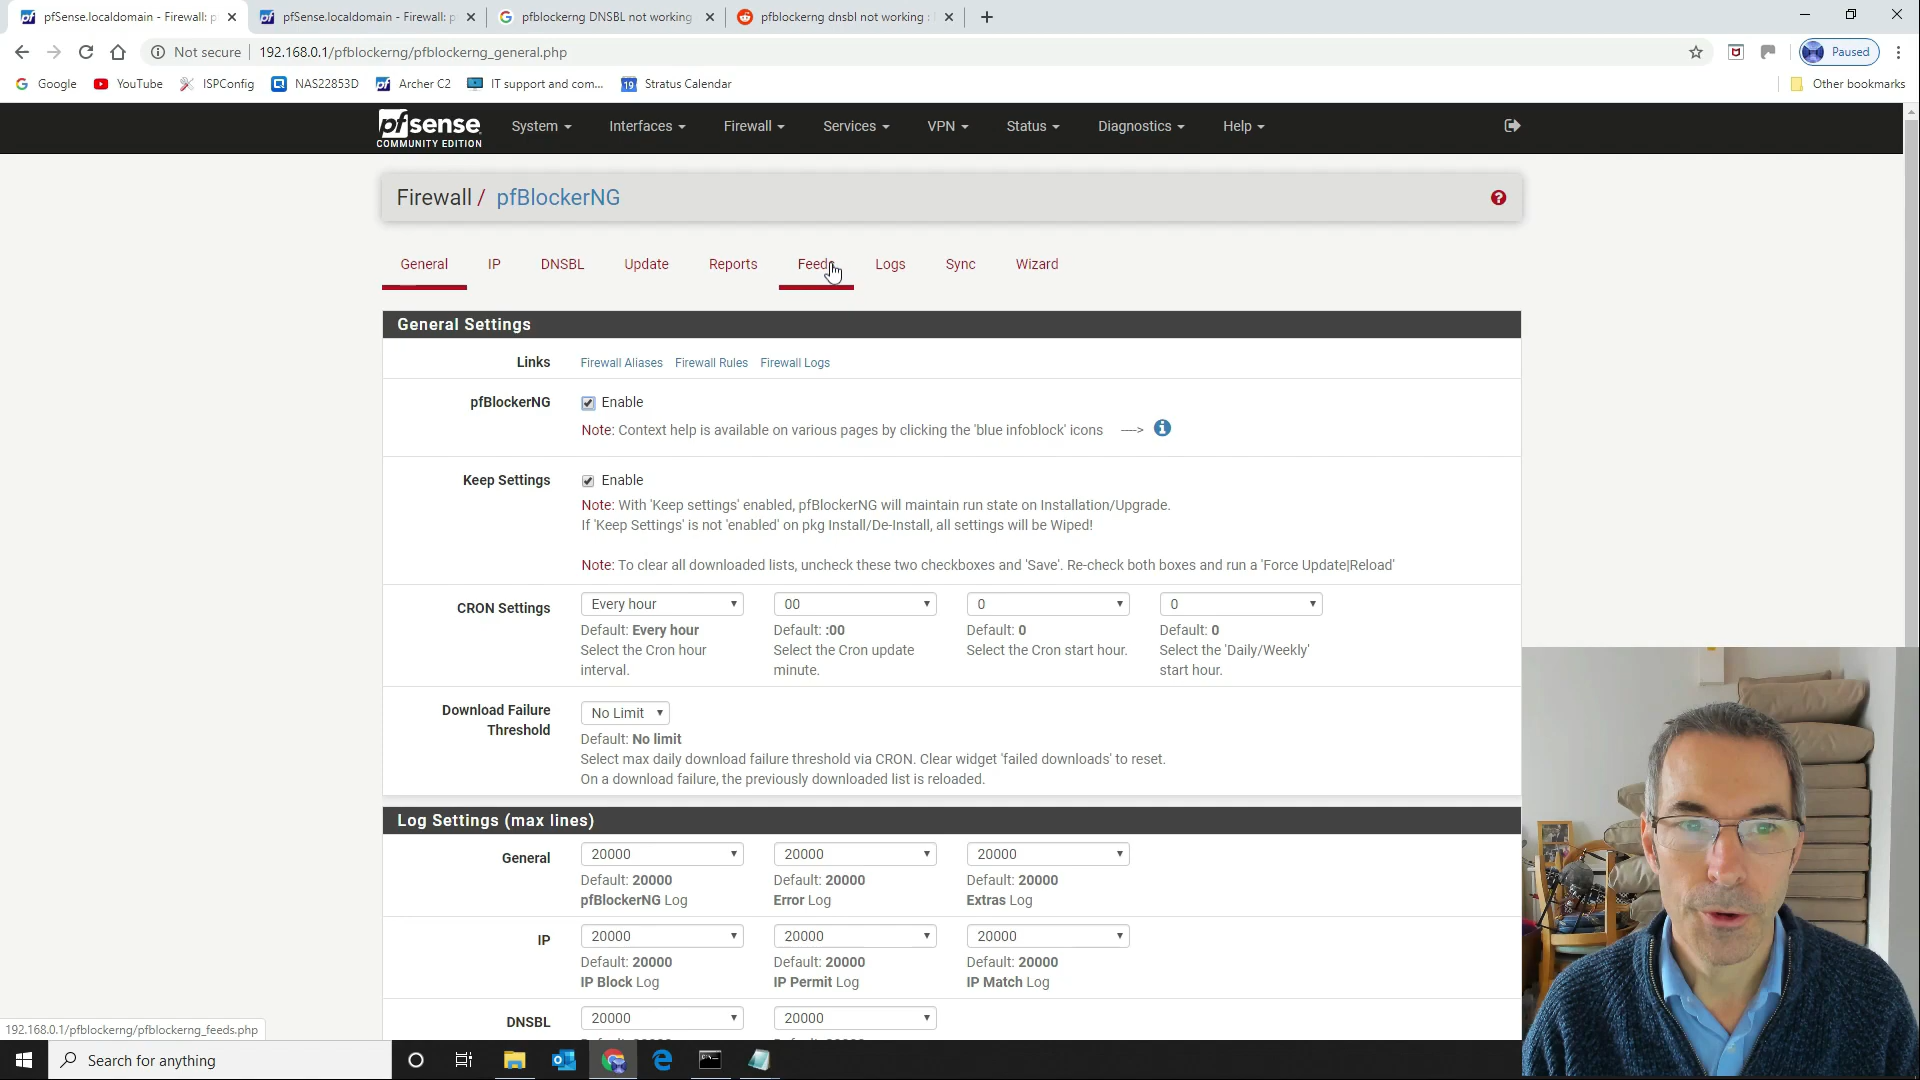 pfSense.localdomain - Firewall: p
pfSense.localdomain - Firewall: p
pfblockerng DNSBL not working
pfblockerng dnsbl not working :
Not secure
192.168.0.1/pfblockerng/pfblockerng_general.php
Paused
Google
YouTube
ISPConfig
NAS22853D
Archer C2
IT support and com...
19
Stratus Calendar
Other bookmarks
pfsense
COMMUNITY EDITION
System
Interfaces
Firewall
Services
VPN
Status
Diagnostics
Help
Firewall / pfBlockerNG
General
IP
DNSBL
Update
Reports
Feeds
Logs
Sync
Wizard
General Settings
Links
Firewall Aliases
Firewall Rules
Firewall Logs
pfBlockerNG
Enable
Note: Context help is available on various pages by clicking the 'blue infoblock' icons ---->
Keep Settings
Enable
Note: With 'Keep settings' enabled, pfBlockerNG will maintain run state on Installation/Upgrade.
If 'Keep Settings' is not 'enabled' on pkg Install/De-Install, all settings will be Wiped!
Note: To clear all downloaded lists, uncheck these two checkboxes and 'Save'. Re-check both boxes and run a 'Force Update|Reload'
CRON Settings
Every hour
Default: Every hour
Select the Cron hour
interval.
00
Default: :00
Select the Cron update
minute.
0
Default: 0
Select the Cron start hour.
0
Default: 0
Select the 'Daily/Weekly'
start hour.
Download Failure
Threshold
No Limit
Default: No limit
Select max daily download failure threshold via CRON. Clear widget 'failed downloads' to reset.
On a download failure, the previously downloaded list is reloaded.
Log Settings (max lines)
General
20000
Default: 20000
pfBlockerNG Log
20000
Default: 20000
Error Log
20000
Default: 20000
Extras Log
IP
20000
Default: 20000
IP Block Log
20000
Default: 20000
IP Permit Log
20000
Default: 20000
IP Match Log
DNSBL
20000
20000
192.168.0.1/pfblockerng/pfblockerng_feeds.php
Search for anything